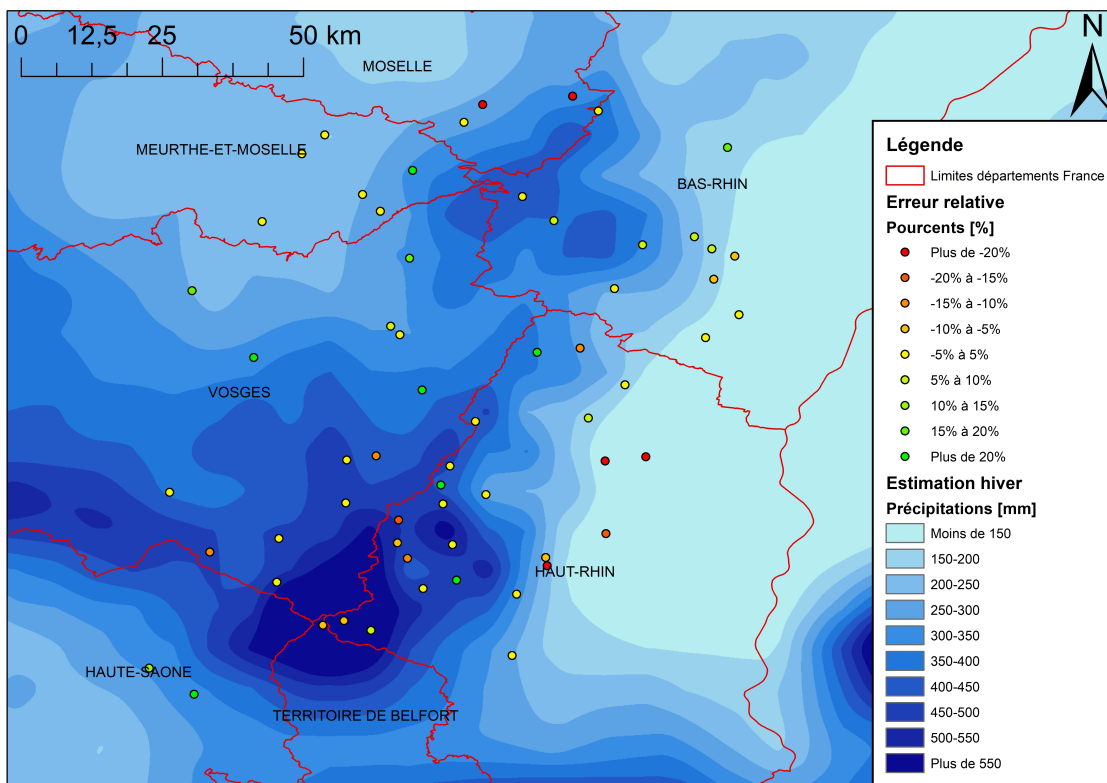 0 12,5 25 50 km
MOSELLE
N
MEURTHE-ET-MOSELLE
BAS-RHIN
VOSGES
HAUT-RHIN
HAUTE-SAONE
TERRITOIRE DE BELFORT
Légende
Limites départements France
Erreur relative
Pourcents [%]
Plus de -20%
-20% à -15%
-15% à -10%
-10% à -5%
-5% à 5%
5% à 10%
10% à 15%
15% à 20%
Plus de 20%
Estimation hiver
Précipitations [mm]
Moins de 150
150-200
200-250
250-300
300-350
350-400
400-450
450-500
500-550
Plus de 550